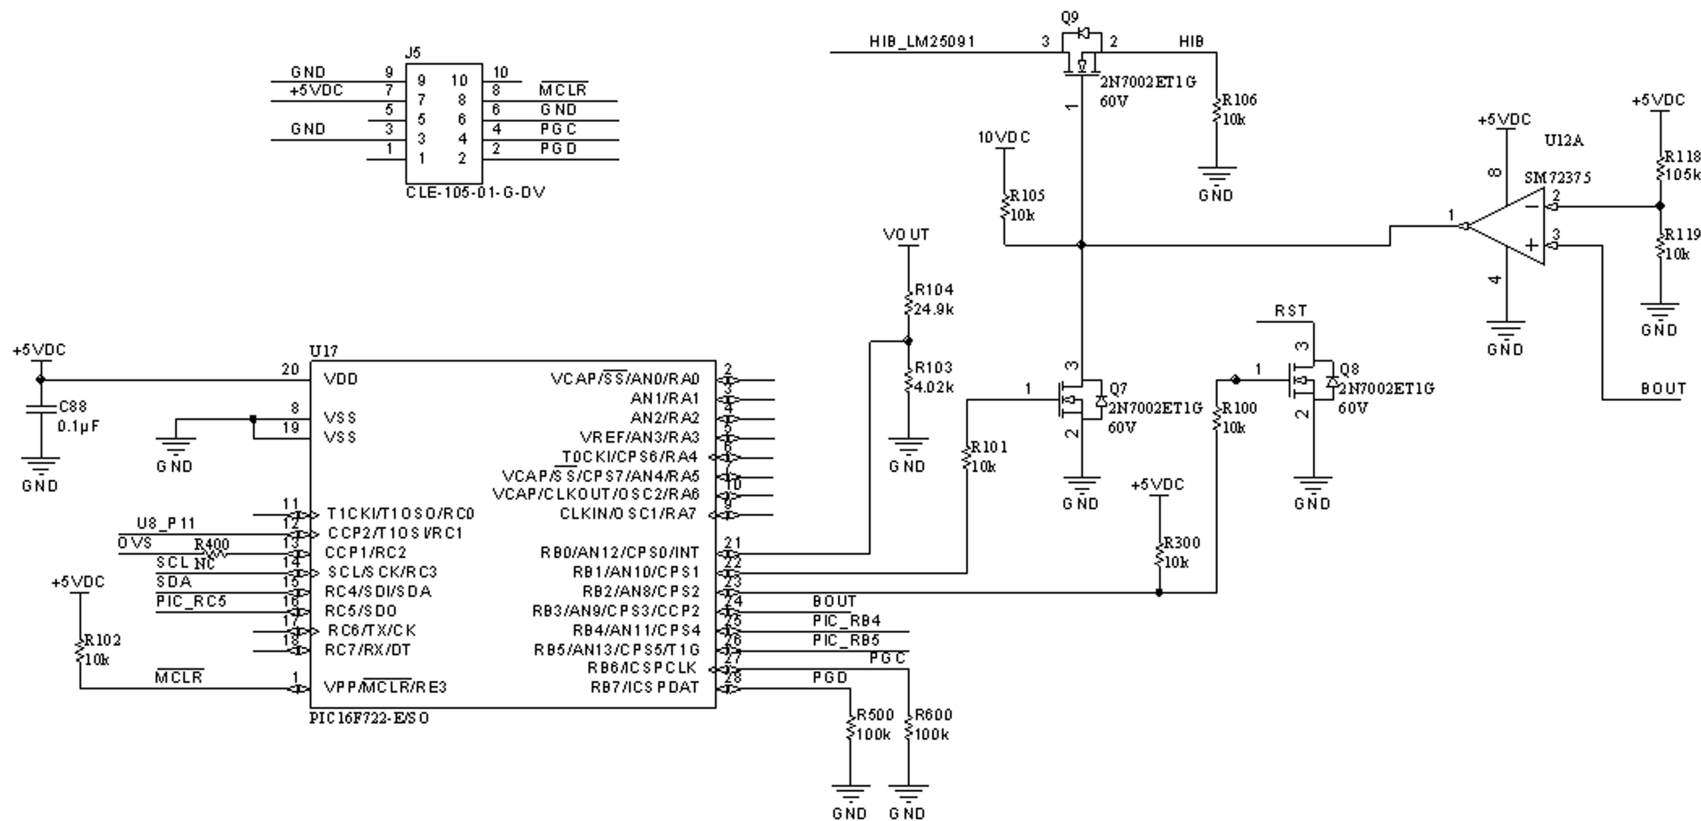 J5
GND 9 9 10 10
+5VDC 7 7 8 8 MCLR
5 5 6 6 GND
GND 3 3 4 4 PGC
1 1 2 2 PGD
CLE-105-01-G-DV
Q9
HIB_LM25091 3 2 HIB
2N7002ET1G
60V
1
R106
10k
GND
10VDC
R105
10k
+5VDC
+5VDC
U12A
8
SM72375
R118
105k
1
2
3
4
R119
10k
GND
GND
BOUT
VOUT
R104
24.9k
R103
4.02k
GND
RST
3
1
Q8
2N7002ET1G
60V
2
GND
3
1
Q7
2N7002ET1G
60V
2
GND
R100
10k
R101
10k
+5VDC
R300
10k
+5VDC
C88
0.1µF
GND
GND
U17
20 VDD
8 VSS
19 VSS
11 T1CKI/T1OSO/RC0
U8_P11 12 CCP2/T1OSI/RC1
OVS R400 13 CCP1/RC2
SCL NC 14 SCL/SCK/RC3
SDA 15 RC4/SDI/SDA
PIC_RC5 16 RC5/SDO
17 RC6/TX/CK
18 RC7/RX/DT
MCLR 1 VPP/MCLR/RE3
+5VDC
R102
10k
VCAP/SS/AN0/RA0 2
AN1/RA1 3
AN2/RA2 4
VREF/AN3/RA3 5
T0CKI/CPS6/RA4 6
VCAP/SS/CPS7/AN4/RA5 7
VCAP/CLKOUT/OSC2/RA6 10
CLKIN/OSC1/RA7 9
RB0/AN12/CPS0/INT 21
RB1/AN10/CPS1 22
RB2/AN8/CPS2 23
RB3/AN9/CPS3/CCP2 24 BOUT
RB4/AN11/CPS4 25 PIC_RB4
RB5/AN13/CPS5/T1G 26 PIC_RB5
RB6/ICSPCLK 27 PGC
RB7/ICSPDAT 28 PGD
PIC16F722-E/SO
R500
100k
R600
100k
GND
GND